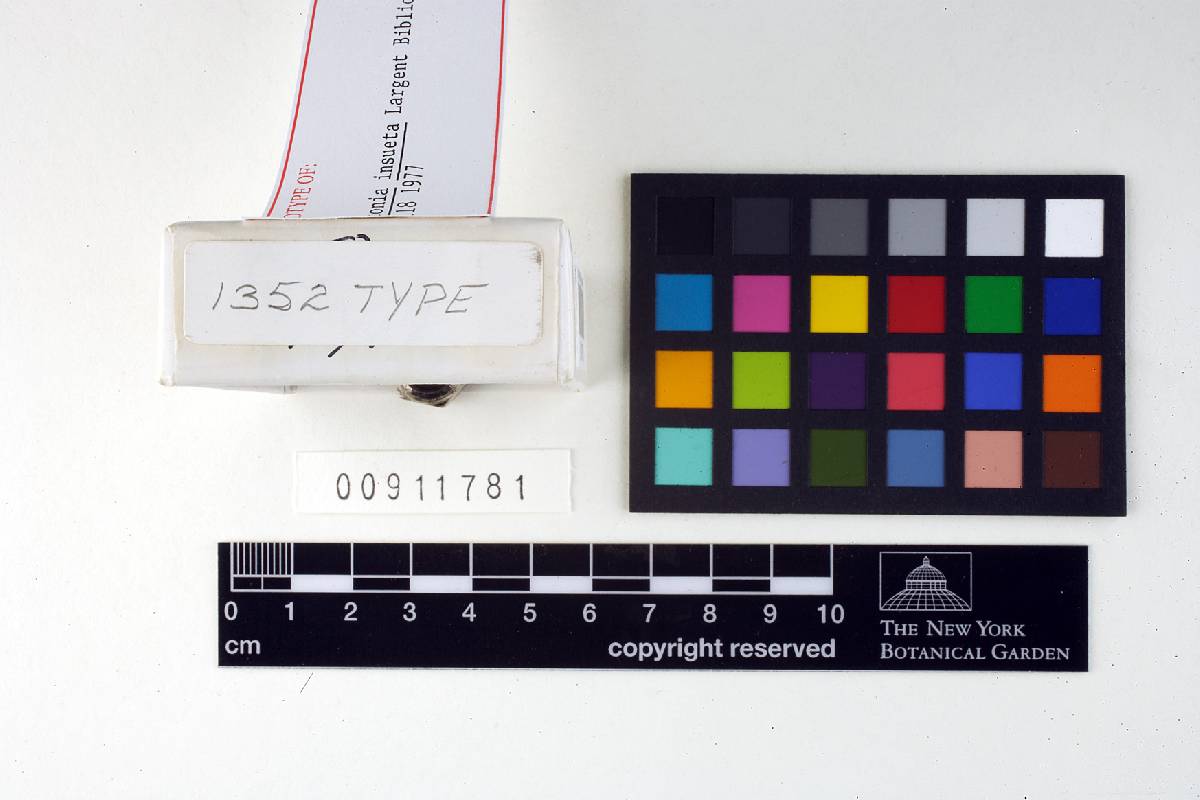 insueta Largent
18 1977
TYPE OF:
1352 TYPE
00911781
0 1 2 3 4 5 6 7 8 9 10
cm
copyright reserved
THE NEW YORK
BOTANICAL GARDEN